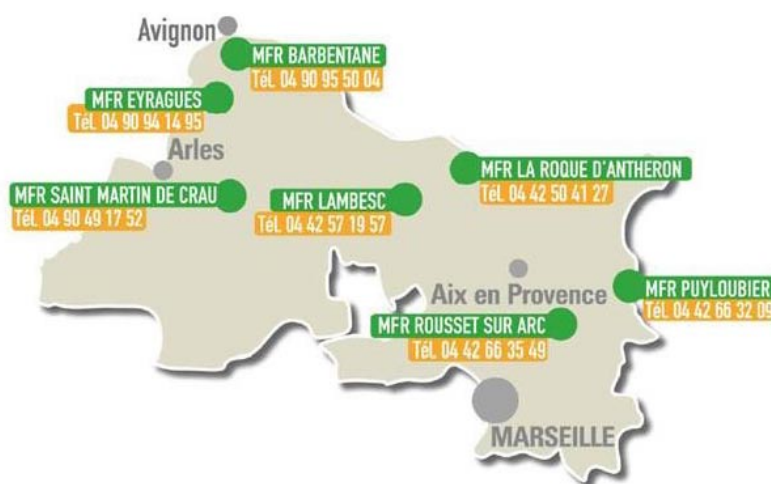 Avignon
MFR BARBENTANE
Tél. 04 90 95 50 04
MFR EYRAGUES
Tél. 04 90 94 14 95
Arles
MFR LA ROQUE D'ANTHERON
Tél. 04 42 50 41 27
MFR SAINT MARTIN DE CRAU
Tél. 04 90 49 17 52
MFR LAMBESC
Tél. 04 42 57 19 57
Aix en Provence
MFR PUYLOUBIER
Tél. 04 42 66 32 09
MFR ROUSSET SUR ARC
Tél. 04 42 66 35 49
MARSEILLE